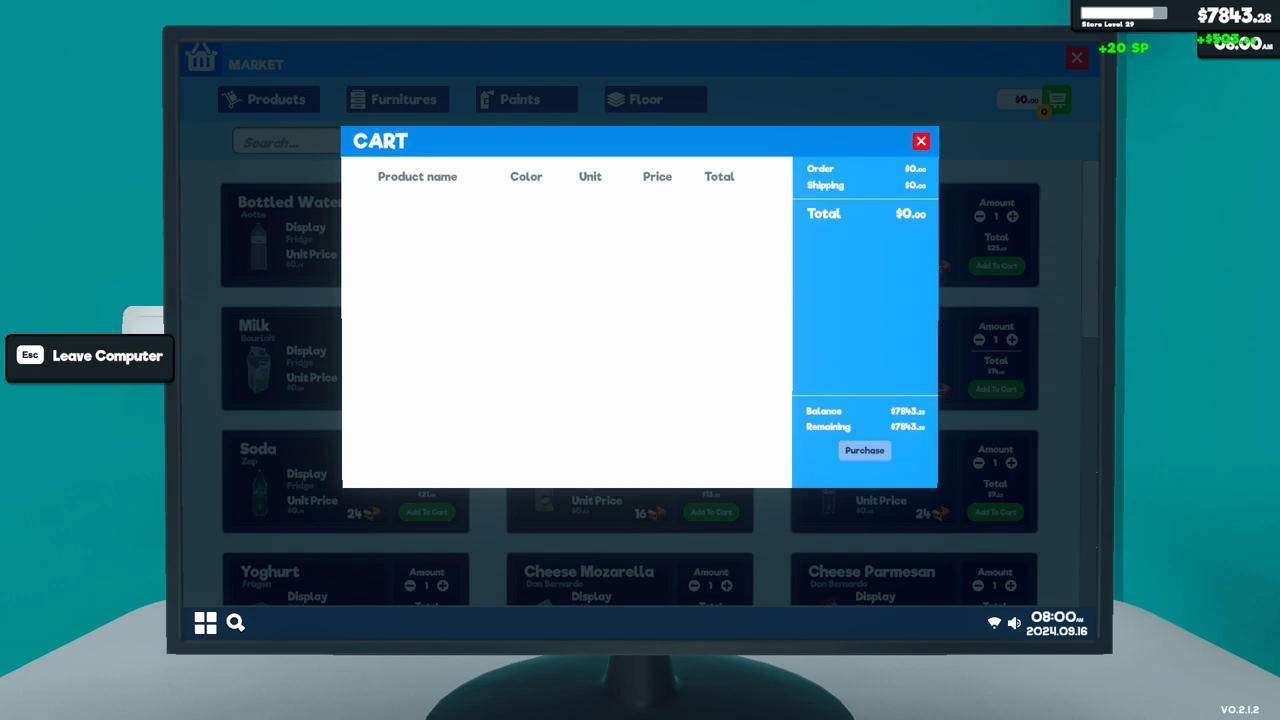 $7843.28
Store Level 29
+20 SP
08:00AM
MARKET
Products
Furnitures
Paints
Floor
$0.00
0
Search...
CART
Product name
Color
Unit
Price
Total
Order
$0.00
Shipping
$0.00
Total
$0.00
Balance
$7843.28
Remaining
$7843.28
Purchase
Bottled Water
Aotto
Display
Fridge
Unit Price
Amount
1
Total
Add To Cart
Esc
Leave Computer
Milk
Display
Fridge
Unit Price
Amount
1
Total
Add To Cart
Soda
Zap
Display
Fridge
Unit Price
24
Add To Cart
Unit Price
16
Add To Cart
Unit Price
24
Amount
1
Total
Add To Cart
Yoghurt
Frügen
Display
Amount
1
Cheese Mozarella
Don Bernardo
Display
Amount
1
Cheese Parmesan
Don Bernardo
Display
Amount
1
08:00AM
2024.09.16
V0.2.1.2